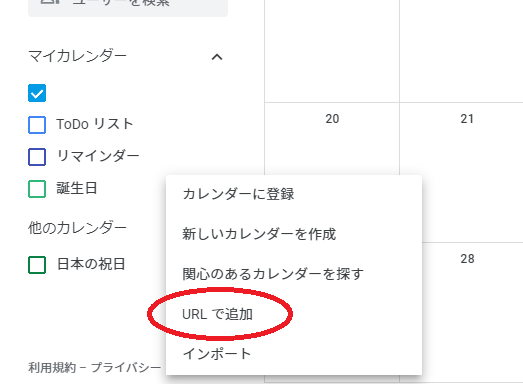 ユーザーを検索
マイカレンダー
ToDo リスト
リマインダー
誕生日
他のカレンダー
日本の祝日
利用規約 – プライバシー
カレンダーに登録
新しいカレンダーを作成
関心のあるカレンダーを探す
URL で追加
インポート
20
21
28